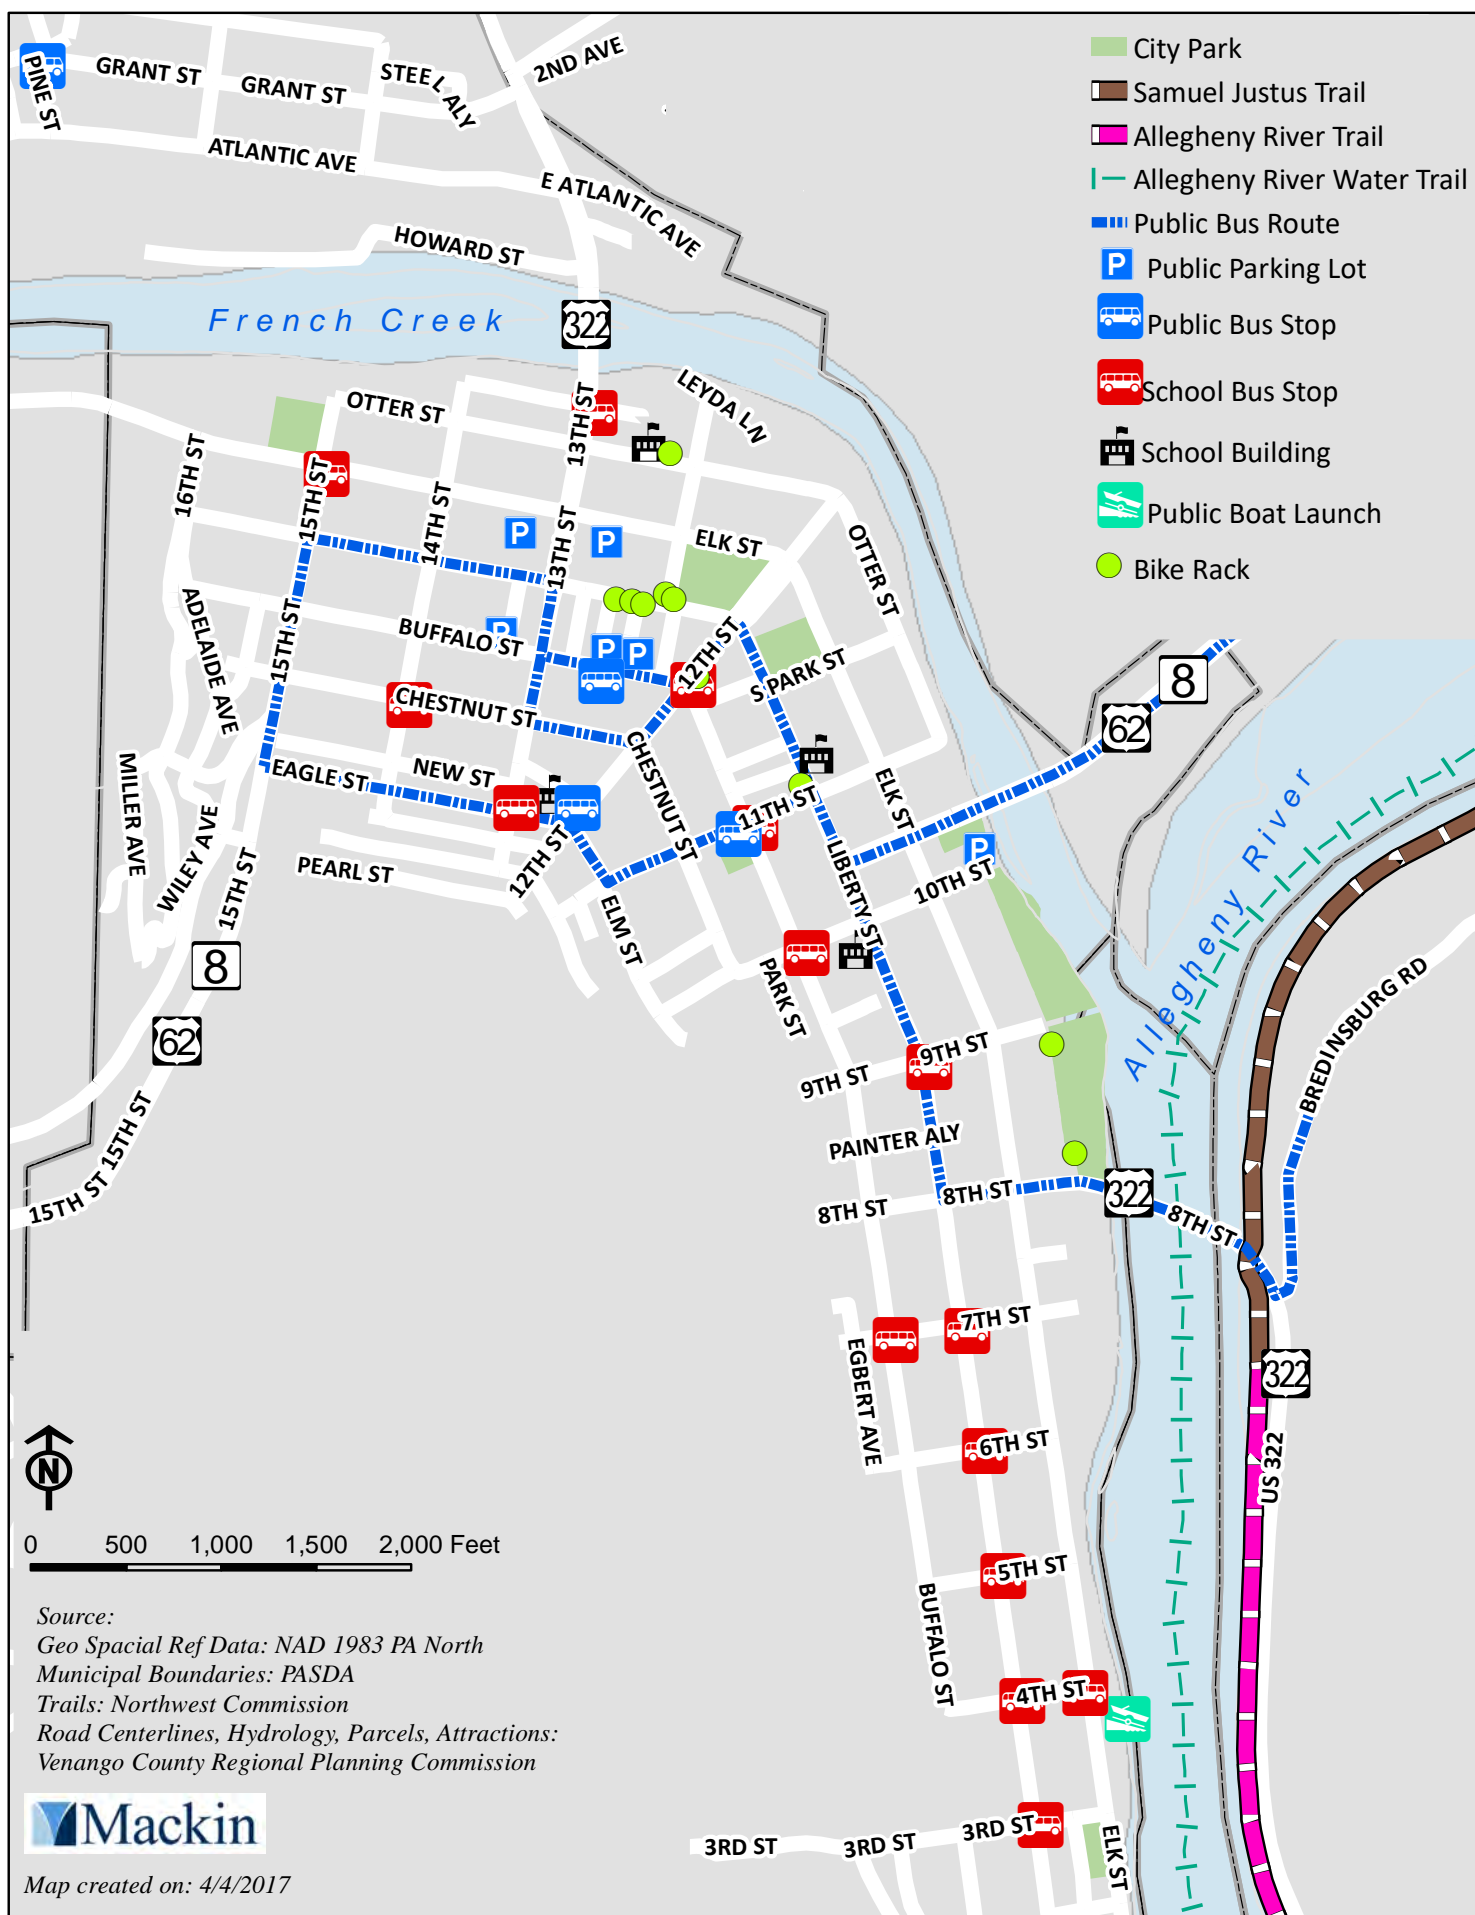 City Park
Samuel Justus Trail
Allegheny River Trail
Allegheny River Water Trail
Public Bus Route
P Public Parking Lot
Public Bus Stop
School Bus Stop
School Building
Public Boat Launch
Bike Rack
PINE ST
GRANT ST
GRANT ST
STEEL ALY
2ND AVE
ATLANTIC AVE
E ATLANTIC AVE
HOWARD ST
French Creek
322
LEYDA LN
OTTER ST
13TH ST
16TH ST
15TH ST
14TH ST
13TH ST
P
P
ELK ST
OTTER ST
ADELAIDE AVE
15TH ST
BUFFALO ST
P
P
P
12TH ST
S PARK ST
CHESTNUT ST
8
62
MILLER AVE
EAGLE ST
NEW ST
CHESTNUT ST
11TH ST
ELK ST
WILEY AVE
15TH ST
PEARL ST
12TH ST
ELM ST
LIBERTY ST
P
10TH ST
Allegheny River
8
62
PARK ST
BREDINSBURG RD
9TH ST
9TH ST
PAINTER ALY
15TH ST
15TH ST
8TH ST
8TH ST
322
8TH ST
7TH ST
EGBERT AVE
322
6TH ST
US 322
N
0 500 1,000 1,500 2,000 Feet
5TH ST
BUFFALO ST
4TH ST
Source:
Geo Spacial Ref Data: NAD 1983 PA North
Municipal Boundaries: PASDA
Trails: Northwest Commission
Road Centerlines, Hydrology, Parcels, Attractions:
Venango County Regional Planning Commission
Mackin
3RD ST
3RD ST
3RD ST
ELK ST
Map created on: 4/4/2017